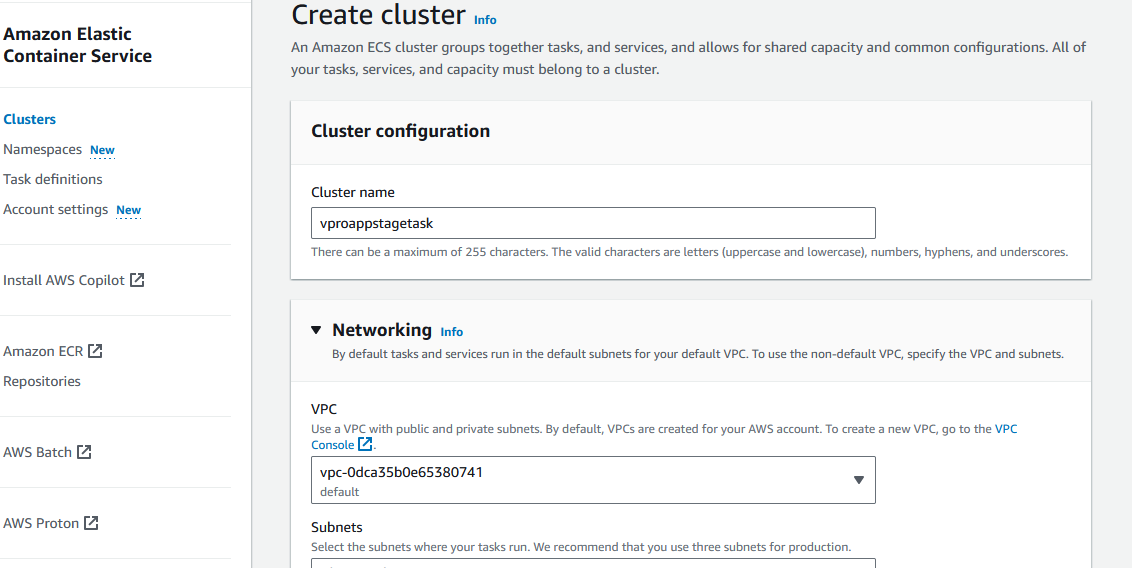 Amazon Elastic
Container Service
Clusters
Namespaces New
Task definitions
Account settings New
Install AWS Copilot
Amazon ECR
Repositories
AWS Batch
AWS Proton
Create cluster Info
An Amazon ECS cluster groups together tasks, and services, and allows for shared capacity and common configurations. All of
your tasks, services, and capacity must belong to a cluster.
Cluster configuration
Cluster name
vproappstagetask
There can be a maximum of 255 characters. The valid characters are letters (uppercase and lowercase), numbers, hyphens, and underscores.
Networking Info
By default tasks and services run in the default subnets for your default VPC. To use the non-default VPC, specify the VPC and subnets.
VPC
Use a VPC with public and private subnets. By default, VPCs are created for your AWS account. To create a new VPC, go to the VPC
Console.
vpc-0dca35b0e65380741
default
Subnets
Select the subnets where your tasks run. We recommend that you use three subnets for production.